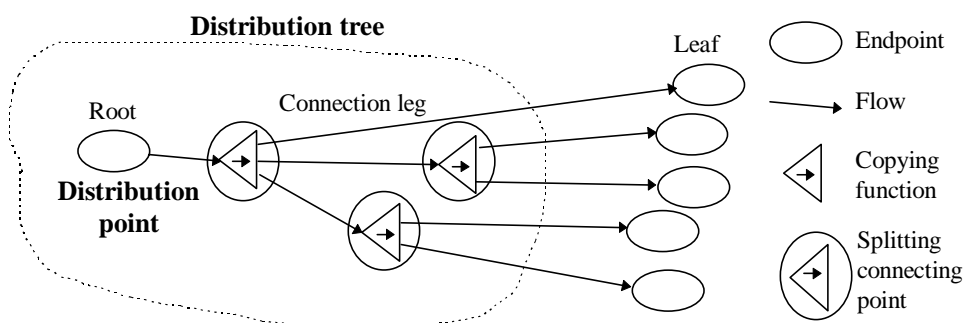 Distribution tree
Leaf
Endpoint
Connection leg
Flow
Root
Distribution
point
Copying
function
Splitting
connecting
point